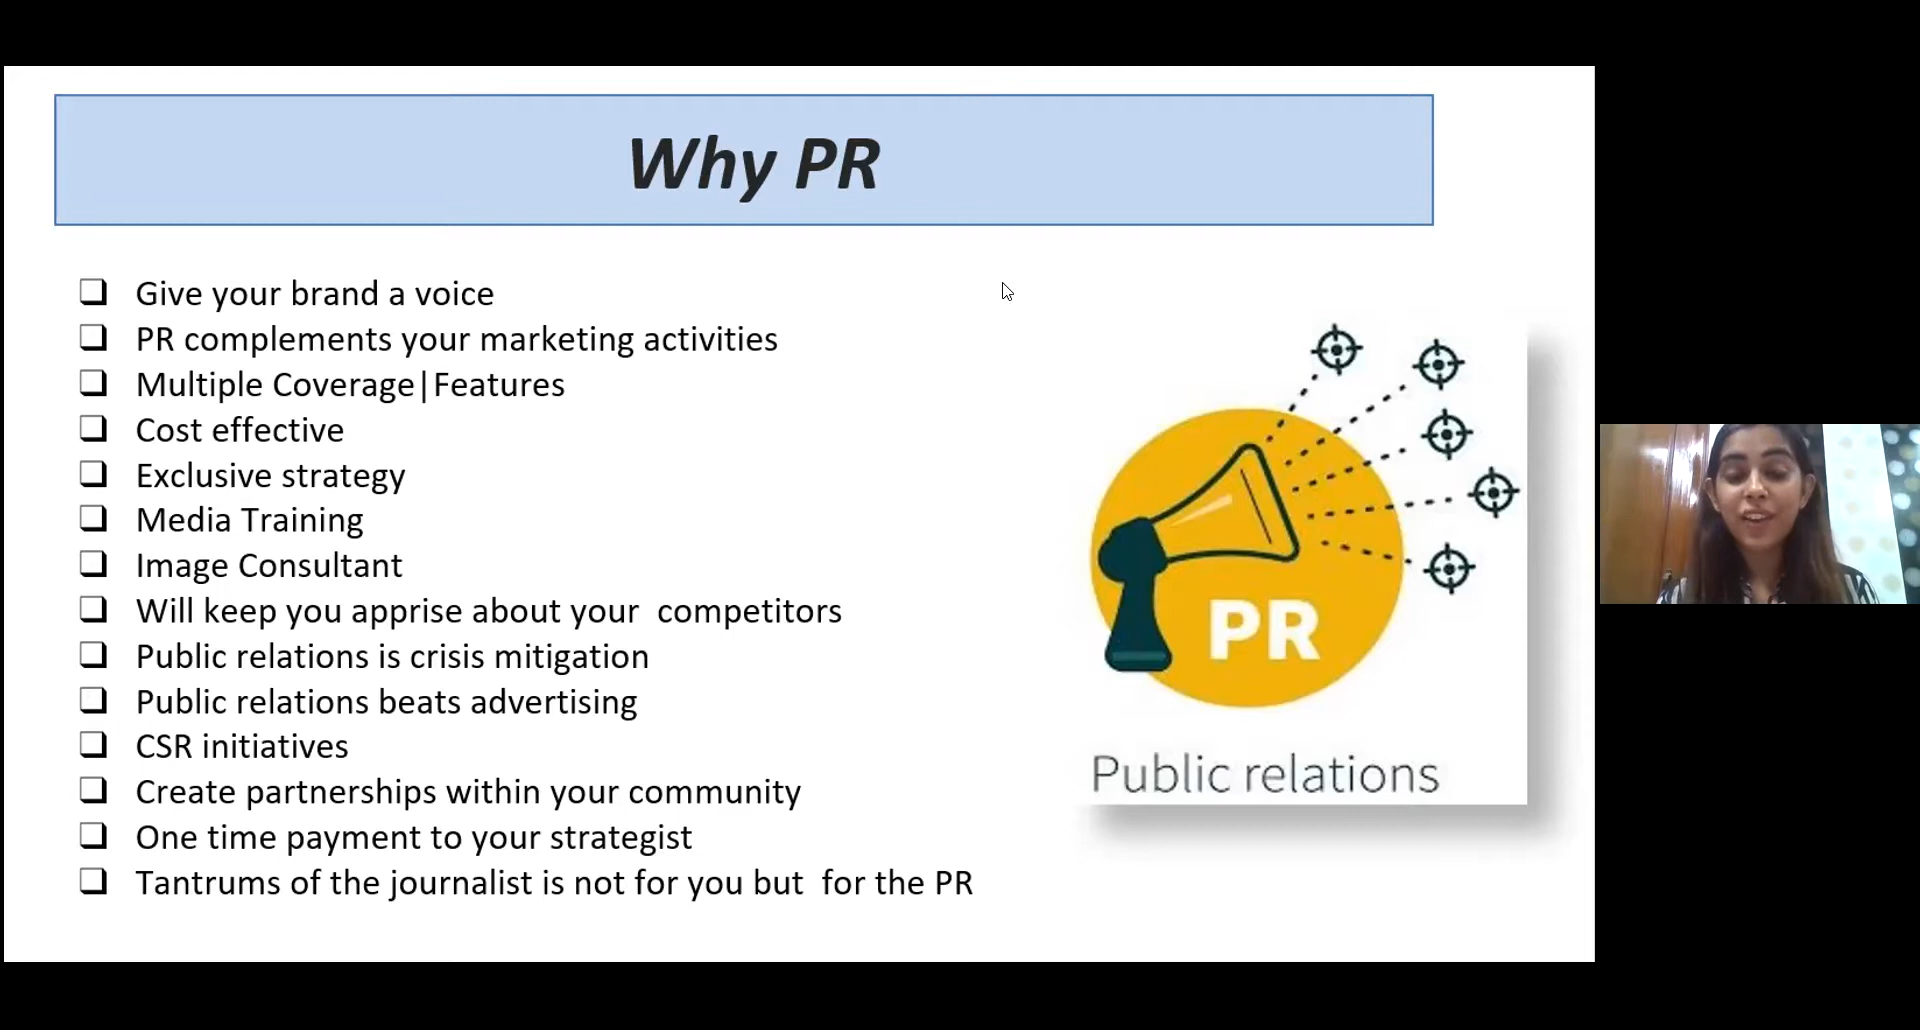 Why PR
Give your brand a voice
PR complements your marketing activities
Multiple Coverage|Features
Cost effective
Exclusive strategy
Media Training
Image Consultant
Will keep you apprise about your  competitors
Public relations is crisis mitigation
Public relations beats advertising
CSR initiatives
Create partnerships within your community
One time payment to your strategist
Tantrums of the journalist is not for you but  for the PR
PR
Public relations